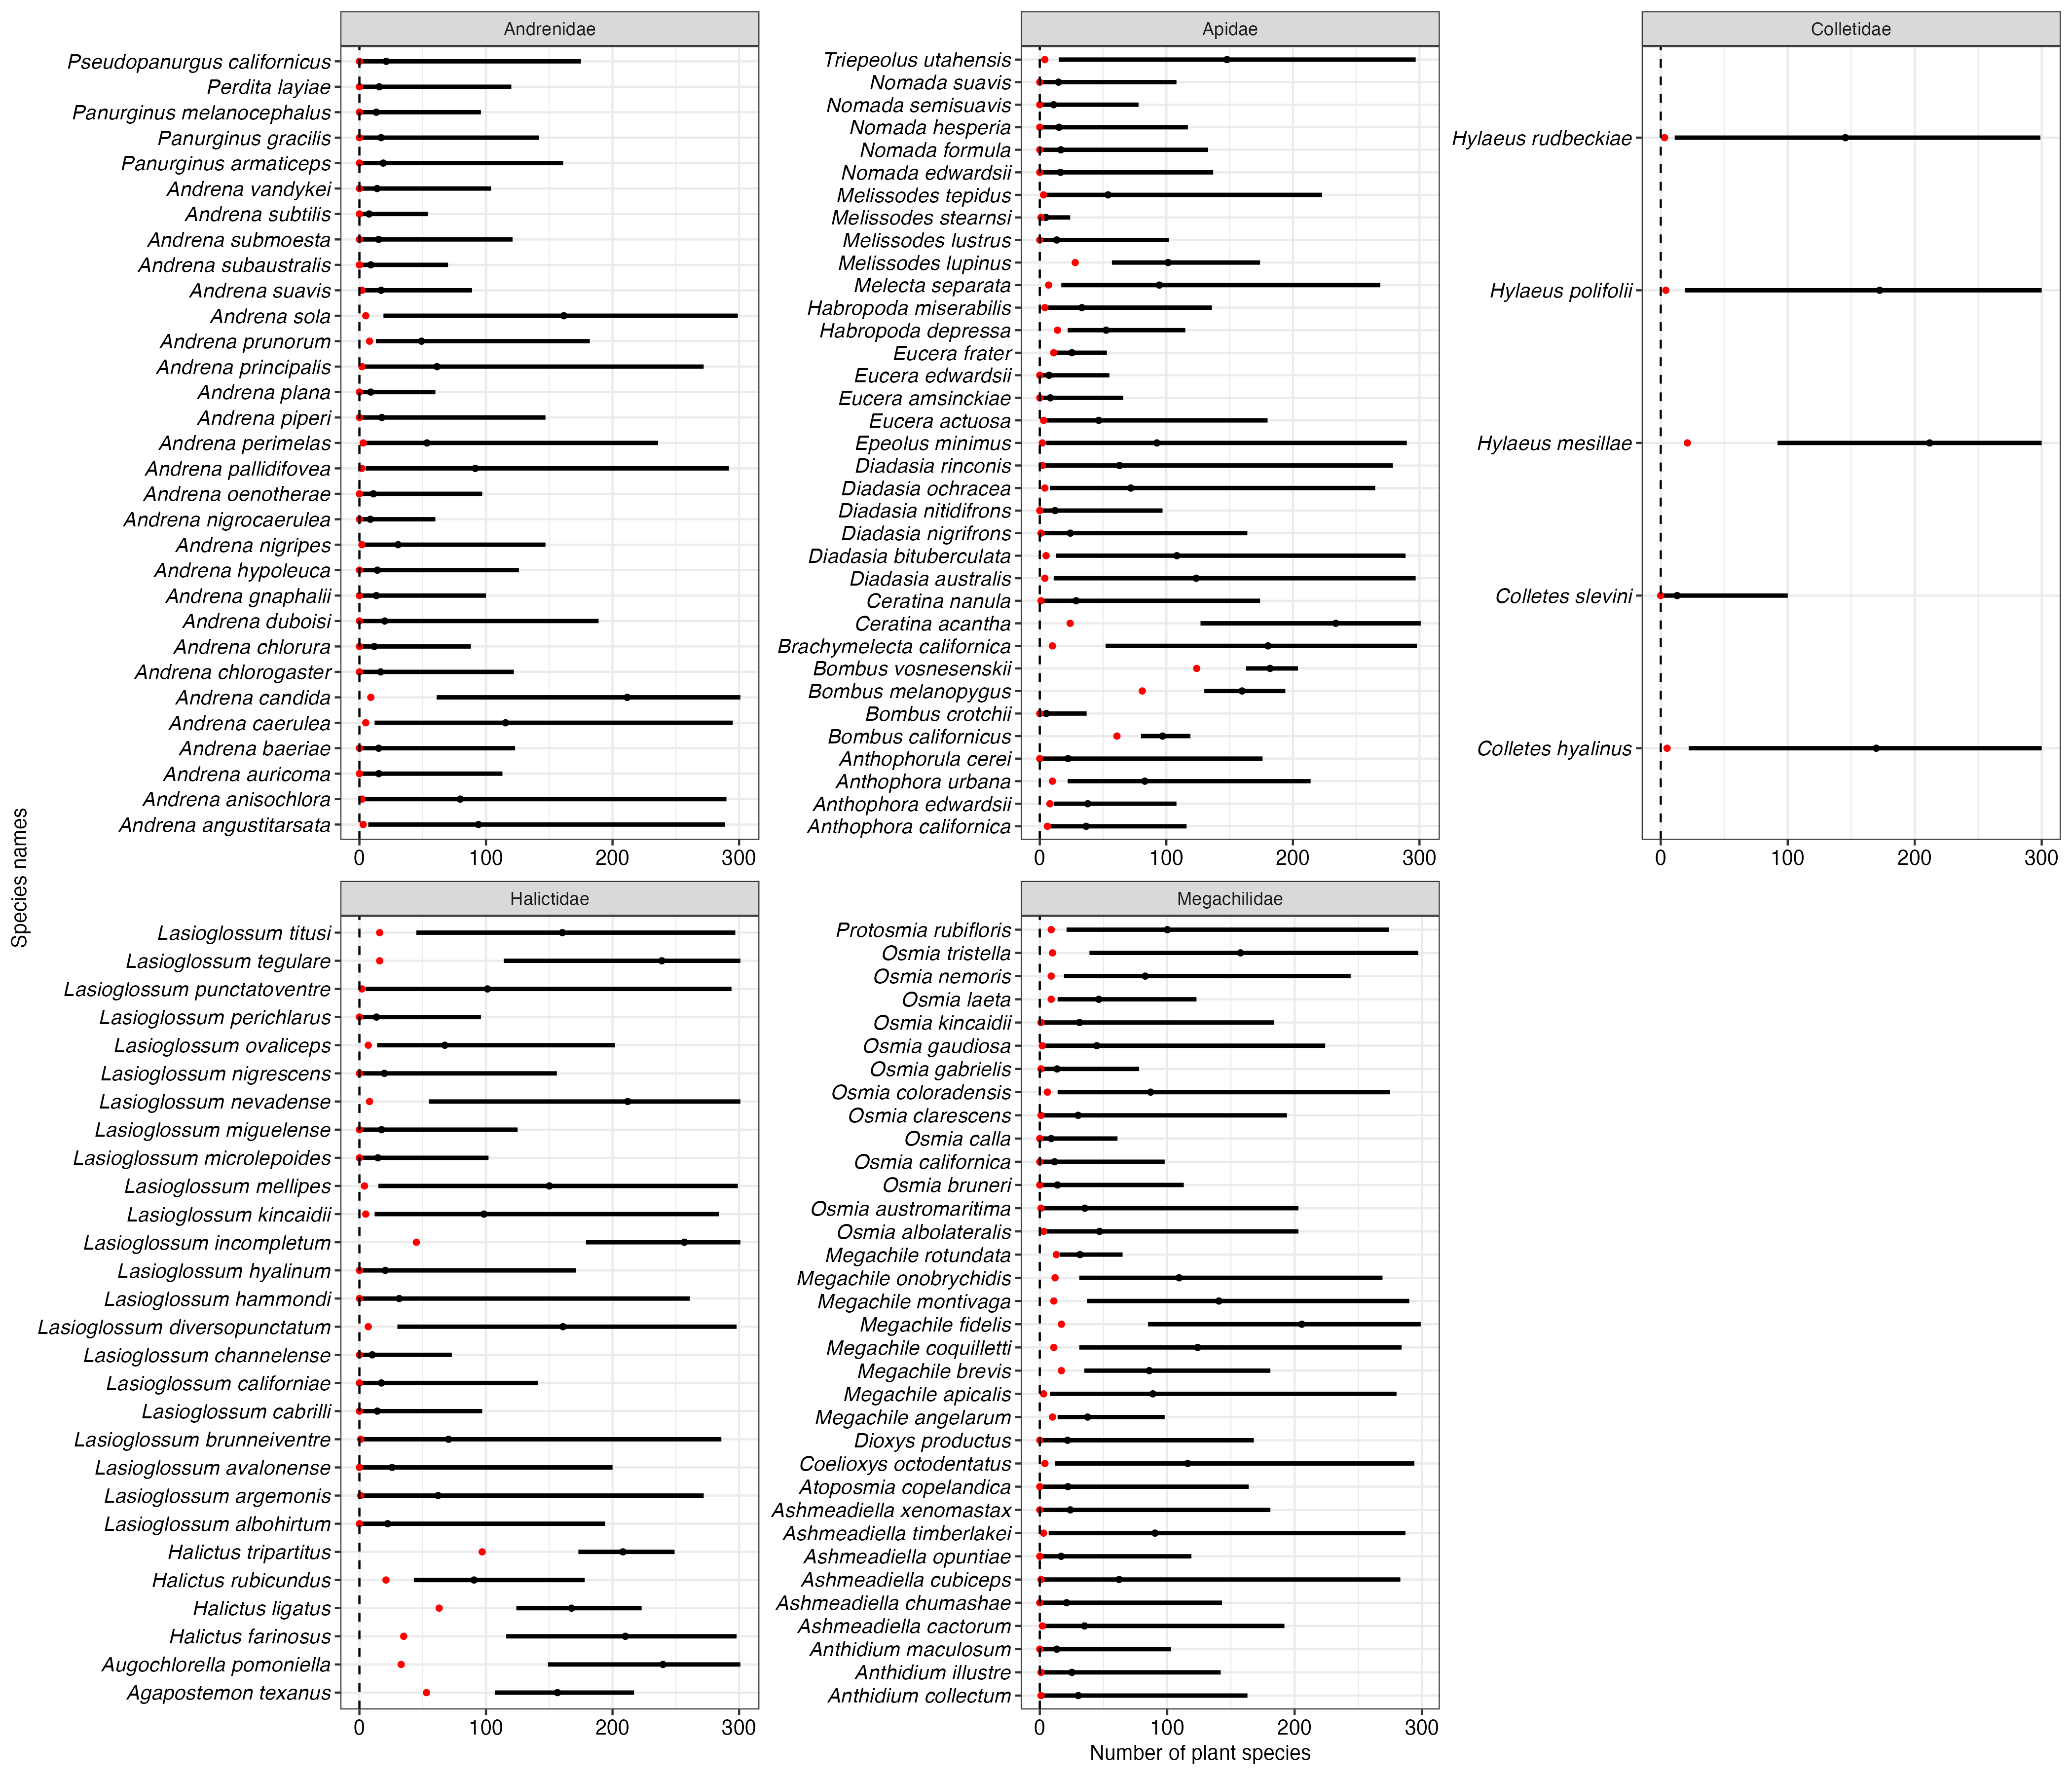 Andrenidae
Pseudopanurgus californicus
Perdita layiae
Panurginus melanocephalus
Panurginus gracilis
Panurginus armaticeps
Andrena vandykei
Andrena subtilis
Andrena submoesta
Andrena subaustralis
Andrena suavis
Andrena sola
Andrena prunorum
Andrena principalis
Andrena plana
Andrena piperi
Andrena perimelas
Andrena pallidifovea
Andrena oenotherae
Andrena nigrocaerulea
Andrena nigripes
Andrena hypoleuca
Andrena gnaphalii
Andrena duboisi
Andrena chlorura
Andrena chlorogaster
Andrena candida
Andrena caerulea
Andrena baeriae
Andrena auricoma
Andrena anisochlora
Andrena angustitarsata
0 100 200 300
Apidae
Triepeolus utahensis
Nomada suavis
Nomada semisuavis
Nomada hesperia
Nomada formula
Nomada edwardsii
Melissodes tepidus
Melissodes stearnsi
Melissodes lustrus
Melissodes lupinus
Melecta separata
Habropoda miserabilis
Habropoda depressa
Eucera frater
Eucera edwardsii
Eucera amsinckiae
Eucera actuosa
Epeolus minimus
Diadasia rinconis
Diadasia ochracea
Diadasia nitidifrons
Diadasia nigrifrons
Diadasia bituberculata
Diadasia australis
Ceratina nanula
Ceratina acantha
Brachymelecta californica
Bombus vosnesenskii
Bombus melanopygus
Bombus crotchii
Bombus californicus
Anthophorula cerei
Anthophora urbana
Anthophora edwardsii
Anthophora californica
0 100 200 300
Colletidae
Hylaeus rudbeckiae
Hylaeus polifolii
Hylaeus mesillae
Colletes slevini
Colletes hyalinus
0 100 200 300
Species names
Halictidae
Lasioglossum titusi
Lasioglossum tegulare
Lasioglossum punctatoventre
Lasioglossum perichlarus
Lasioglossum ovaliceps
Lasioglossum nigrescens
Lasioglossum nevadense
Lasioglossum miguelense
Lasioglossum microlepoides
Lasioglossum mellipes
Lasioglossum kincaidii
Lasioglossum incompletum
Lasioglossum hyalinum
Lasioglossum hammondi
Lasioglossum diversopunctatum
Lasioglossum channelense
Lasioglossum californiae
Lasioglossum cabrilli
Lasioglossum brunneiventre
Lasioglossum avalonense
Lasioglossum argemonis
Lasioglossum albohirtum
Halictus tripartitus
Halictus rubicundus
Halictus ligatus
Halictus farinosus
Augochlorella pomoniella
Agapostemon texanus
0 100 200 300
Megachilidae
Protosmia rubifloris
Osmia tristella
Osmia nemoris
Osmia laeta
Osmia kincaidii
Osmia gaudiosa
Osmia gabrielis
Osmia coloradensis
Osmia clarescens
Osmia calla
Osmia californica
Osmia bruneri
Osmia austromaritima
Osmia albolateralis
Megachile rotundata
Megachile onobrychidis
Megachile montivaga
Megachile fidelis
Megachile coquilletti
Megachile brevis
Megachile apicalis
Megachile angelarum
Dioxys productus
Coelioxys octodentatus
Atoposmia copelandica
Ashmeadiella xenomastax
Ashmeadiella timberlakei
Ashmeadiella opuntiae
Ashmeadiella cubiceps
Ashmeadiella chumashae
Ashmeadiella cactorum
Anthidium maculosum
Anthidium illustre
Anthidium collectum
0 100 200 300
Number of plant species